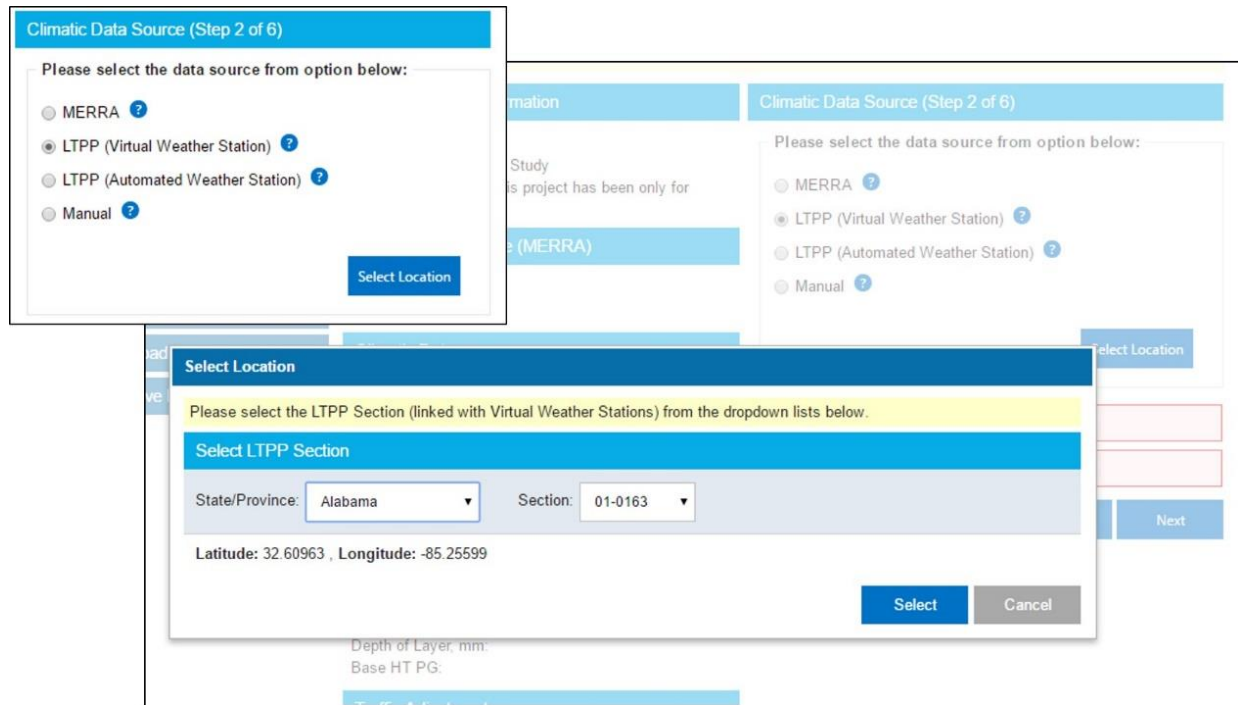 Climatic Data Source (Step 2 of 6)
Please select the data source from option below:
MERRA ?
LTPP (Virtual Weather Station) ?
LTPP (Automated Weather Station) ?
Manual ?
Select Location
mation
Study
is project has been only for
(MERRA)
Climatic Data Source (Step 2 of 6)
Please select the data source from option below:
MERRA ?
LTPP (Virtual Weather Station) ?
LTPP (Automated Weather Station) ?
Manual ?
elect Location
Select Location
Please select the LTPP Section (linked with Virtual Weather Stations) from the dropdown lists below.
Select LTPP Section
State/Province: Alabama Section: 01-0163
Latitude: 32.60963 , Longitude: -85.25599
Select Cancel
Next
Depth of Layer, mm:
Base HT PG: